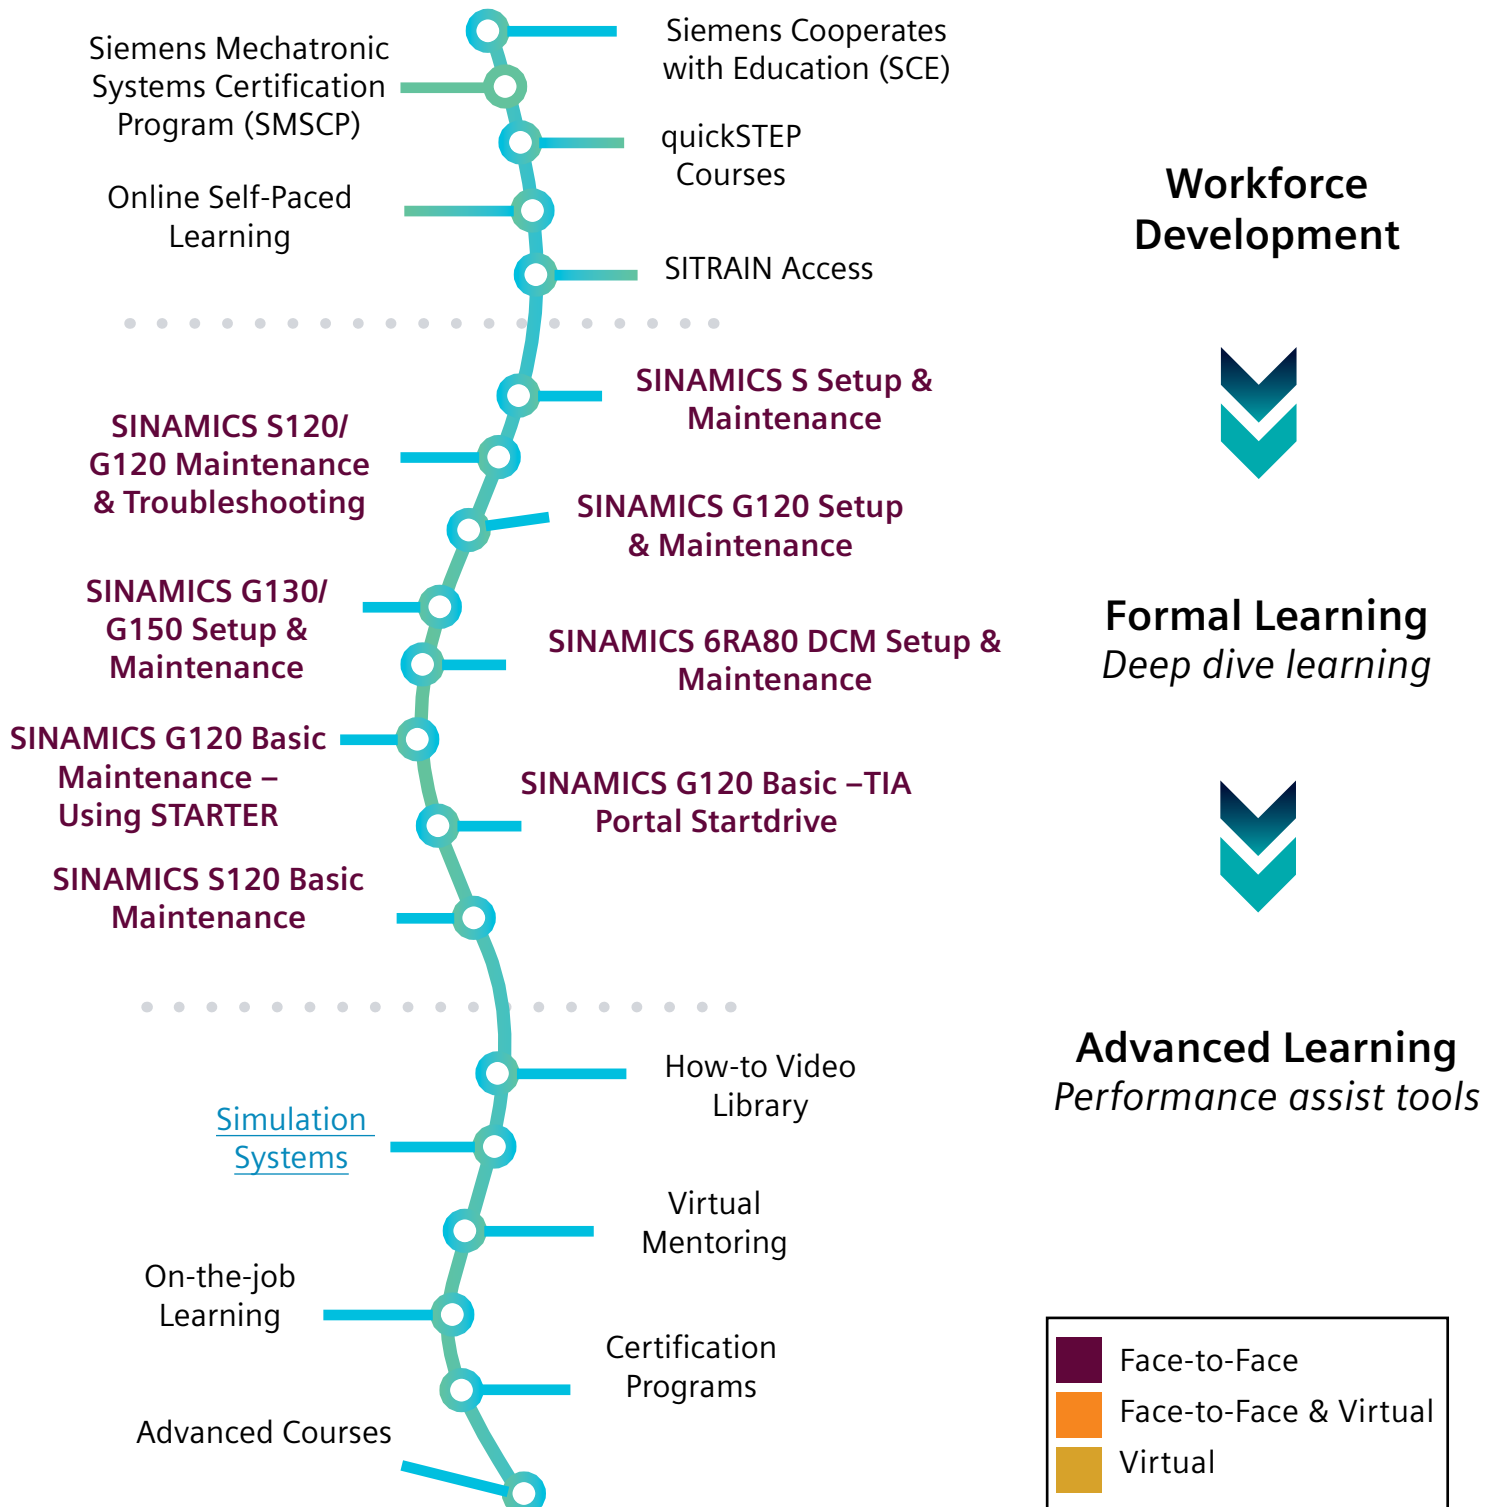 Siemens Cooperates
with Education (SCE)
Siemens Mechatronic
Systems Certification
Program (SMSCP)
quickSTEP
Courses
Online Self-Paced
Learning
SITRAIN Access
Workforce
Development
SINAMICS S Setup &
Maintenance
SINAMICS S120/
G120 Maintenance
& Troubleshooting
SINAMICS G120 Setup
& Maintenance
SINAMICS G130/
G150 Setup &
Maintenance
SINAMICS 6RA80 DCM Setup &
Maintenance
SINAMICS G120 Basic
Maintenance –
Using STARTER
SINAMICS G120 Basic –TIA
Portal Startdrive
SINAMICS S120 Basic
Maintenance
Formal Learning
Deep dive learning
How-to Video
Library
Simulation
Systems
Virtual
Mentoring
On-the-job
Learning
Certification
Programs
Advanced Courses
Advanced Learning
Performance assist tools
Face-to-Face
Face-to-Face & Virtual
Virtual